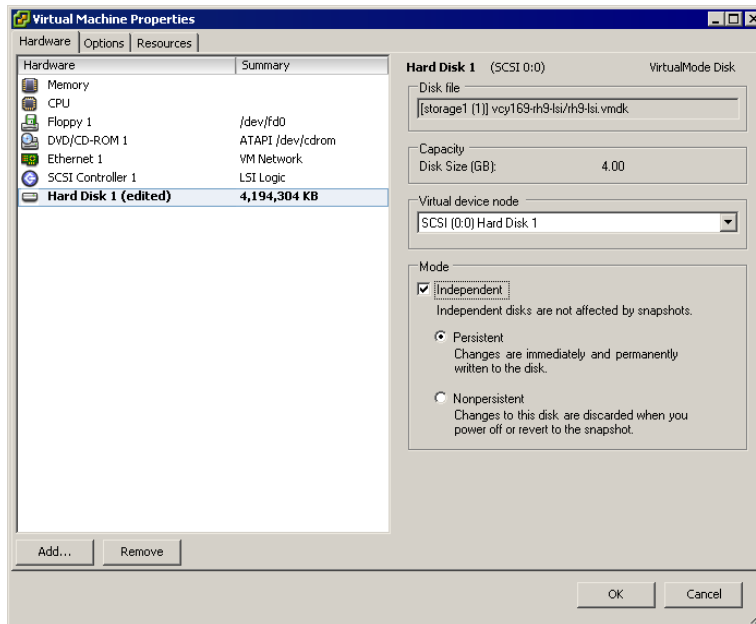 Virtual Machine Properties
Hardware Options Resources
Hardware Summary
Memory
CPU
Floppy 1 /dev/fd0
DVD/CD-ROM 1 ATAPI /dev/cdrom
Ethernet 1 VM Network
SCSI Controller 1 LSI Logic
Hard Disk 1 (edited) 4,194,304 KB
Add... Remove
Hard Disk 1 (SCSI 0:0) VirtualMode Disk
Disk file
[storage1 (1)] vcy169-rh9-lsi/rh9-lsi.vmdk
Capacity
Disk Size (GB): 4.00
Virtual device node
SCSI (0:0) Hard Disk 1
Mode
Independent
Independent disks are not affected by snapshots.
Persistent
Changes are immediately and permanently
written to the disk.
Nonpersistent
Changes to this disk are discarded when you
power off or revert to the snapshot.
OK Cancel